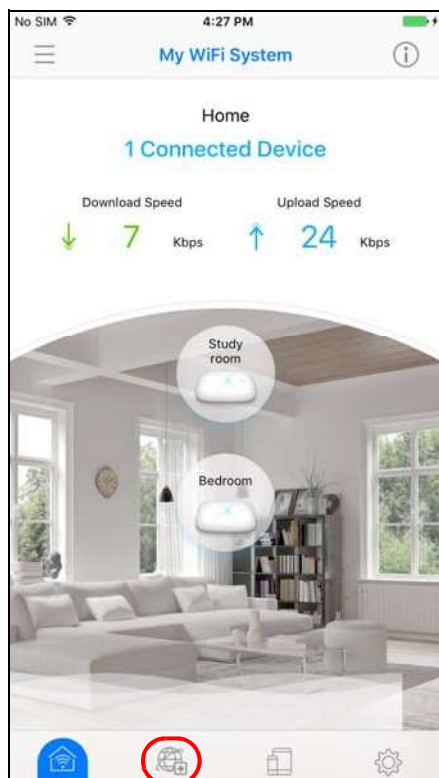 No SIM 4:27 PM
My WiFi System
Home
1 Connected Device
Download Speed Upload Speed
7 Kbps 24 Kbps
Study
room
Bedroom